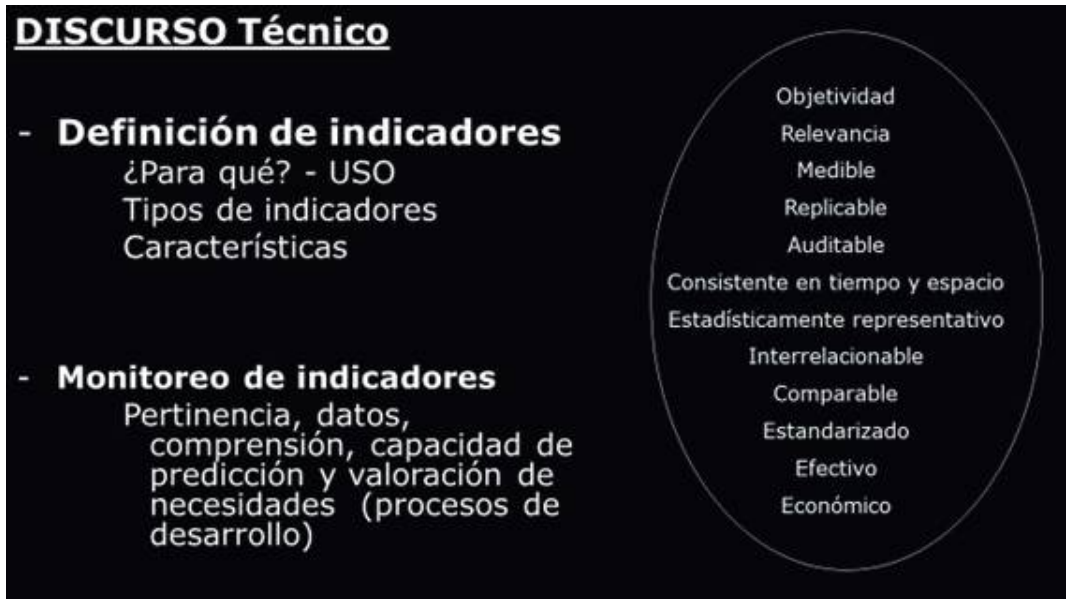 DISCURSO Técnico
- Definición de indicadores
¿Para qué? - USO
Tipos de indicadores
Características
- Monitoreo de indicadores
Pertinencia, datos,
comprensión, capacidad de
predicción y valoración de
necesidades (procesos de
desarrollo)
Objetividad
Relevancia
Medible
Replicable
Auditable
Consistente en tiempo y espacio
Estadísticamente representativo
Interrelacionable
Comparable
Estandarizado
Efectivo
Económico